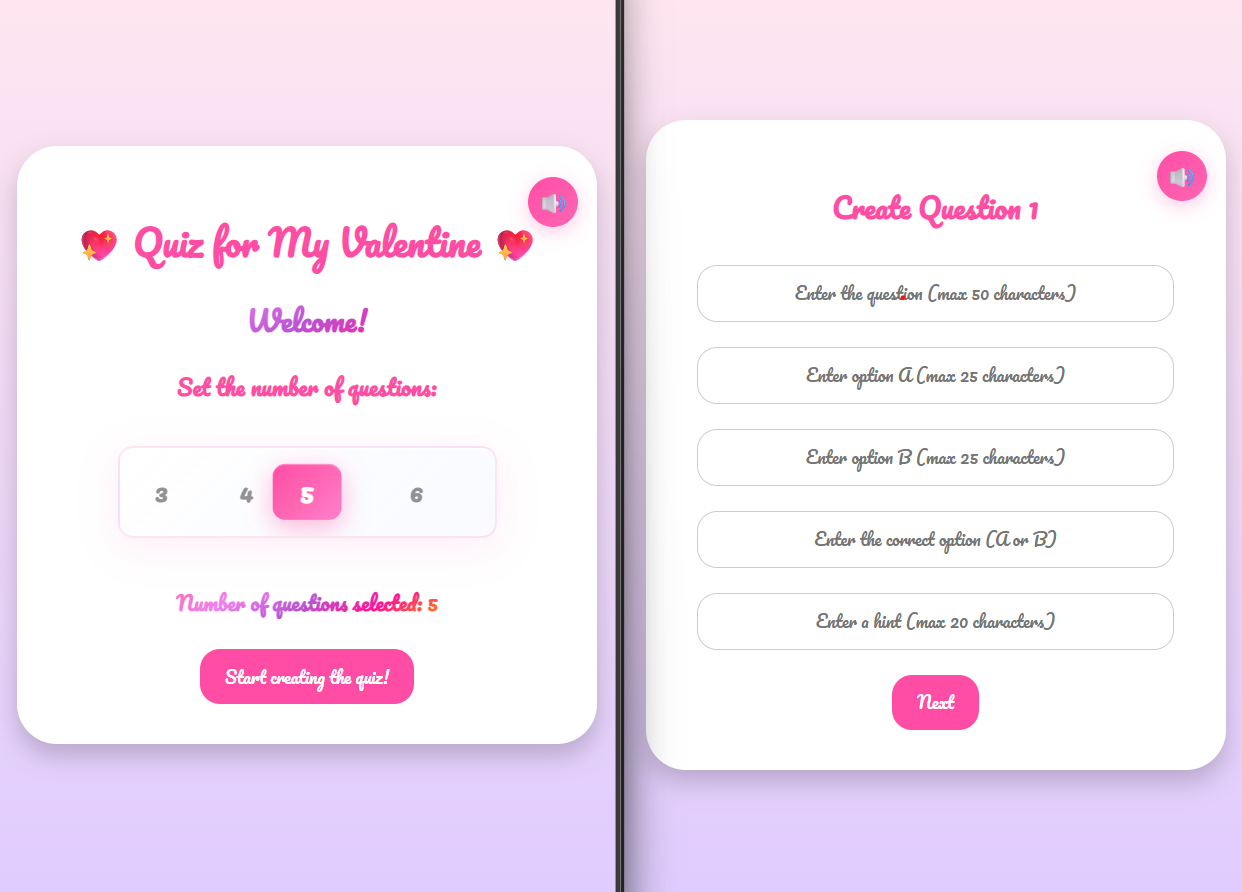 Quiz for My Valentine
Welcome!
Set the number of questions:
3 4 5 6
Number of questions selected: 5
Start creating the quiz!
Create Question 1
Enter the question (max 50 characters)
Enter option A (max 25 characters)
Enter option B (max 25 characters)
Enter the correct option (A or B)
Enter a hint (max 20 characters)
Next